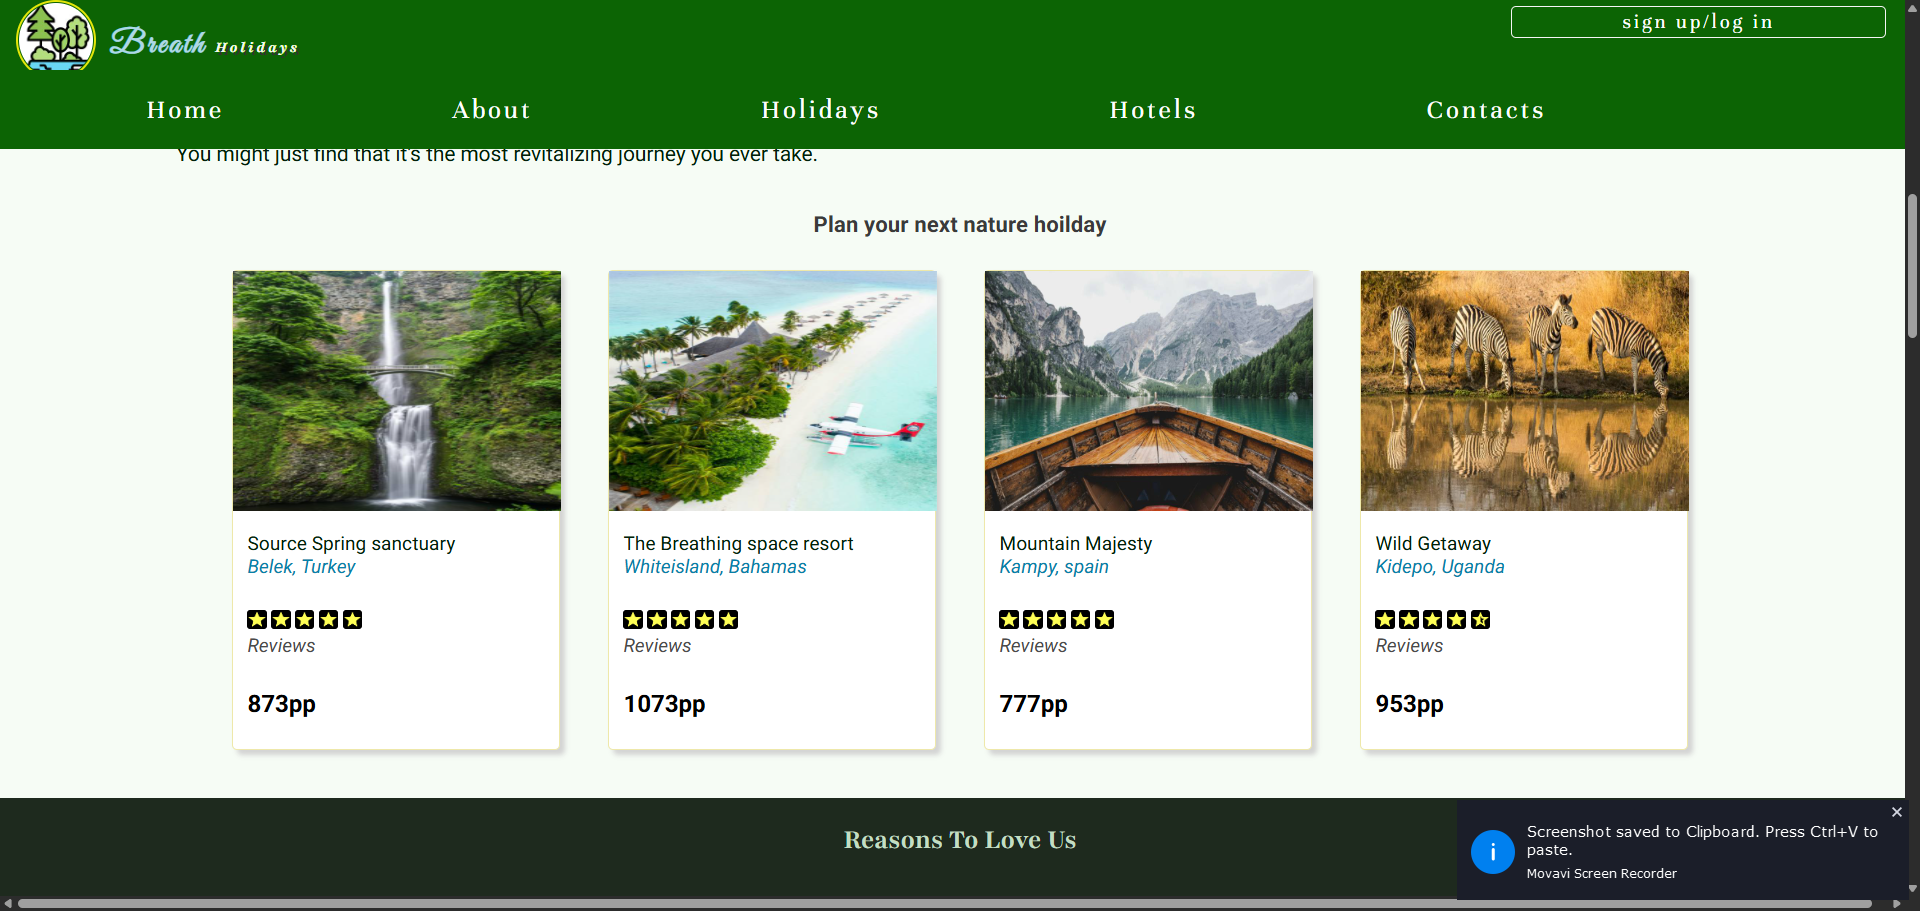 Breath Holidays
sign up/log in
Home About Holidays Hotels Contacts
You might just find that it's the most revitalizing journey you ever take.
Plan your next nature hoilday
Source Spring sanctuary
Belek, Turkey
Reviews
873pp
The Breathing space resort
Whiteisland, Bahamas
Reviews
1073pp
Mountain Majesty
Kampy, spain
Reviews
777pp
Wild Getaway
Kidepo, Uganda
Reviews
953pp
Reasons To Love Us
Screenshot saved to Clipboard. Press Ctrl+V to
paste.
Movavi Screen Recorder